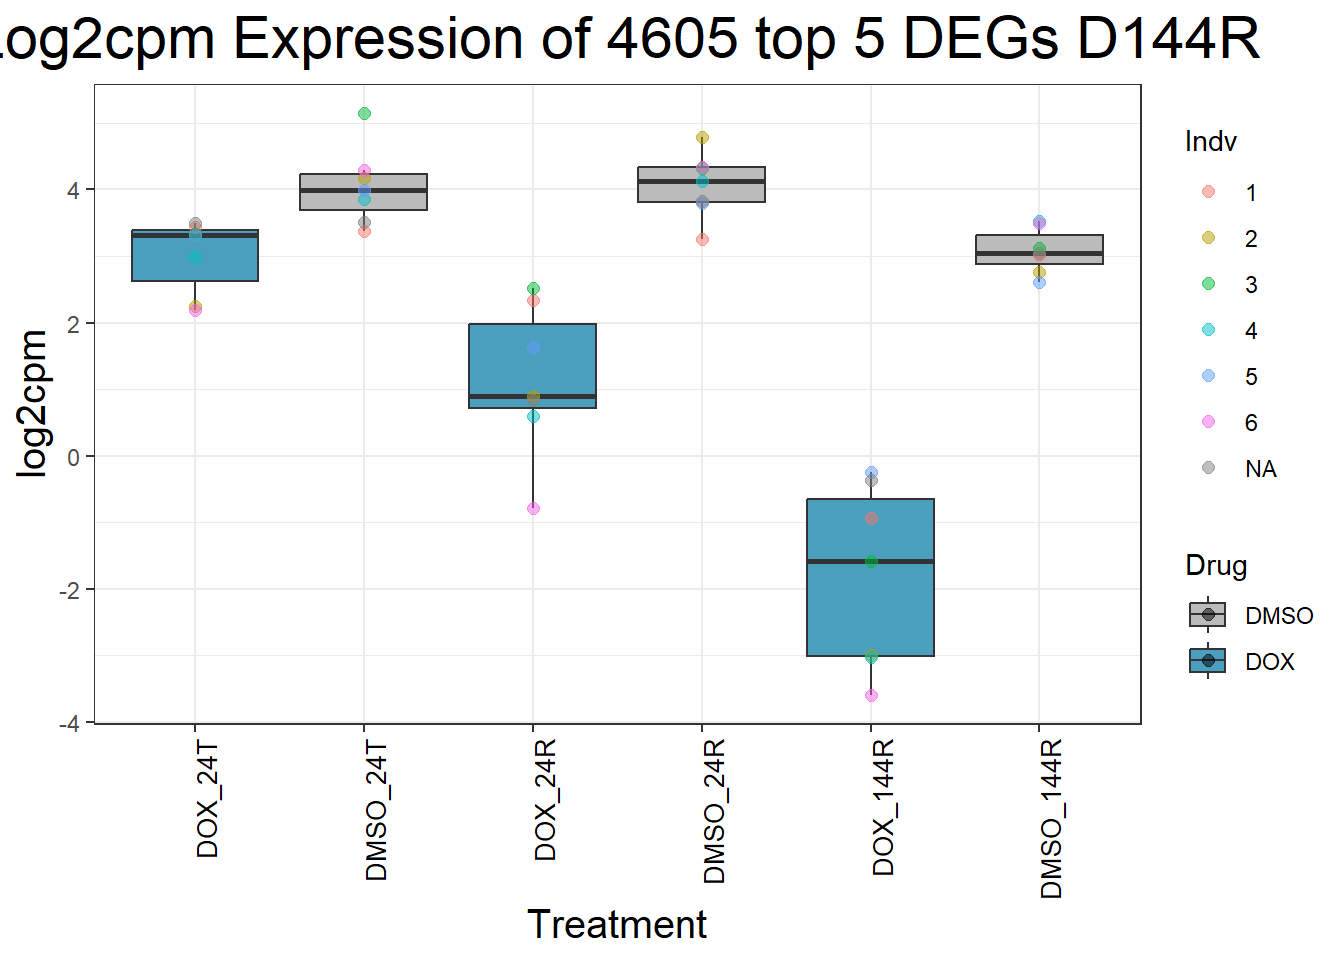 Log2cpm Expression of 4605 top 5 DEGs D144R
log2cpm
4
2
0
-2
-4
DOX_24T
DMSO_24T
DOX_24R
DMSO_24R
DOX_144R
DMSO_144R
Treatment
Indv
1
2
3
4
5
6
NA
Drug
DMSO
DOX